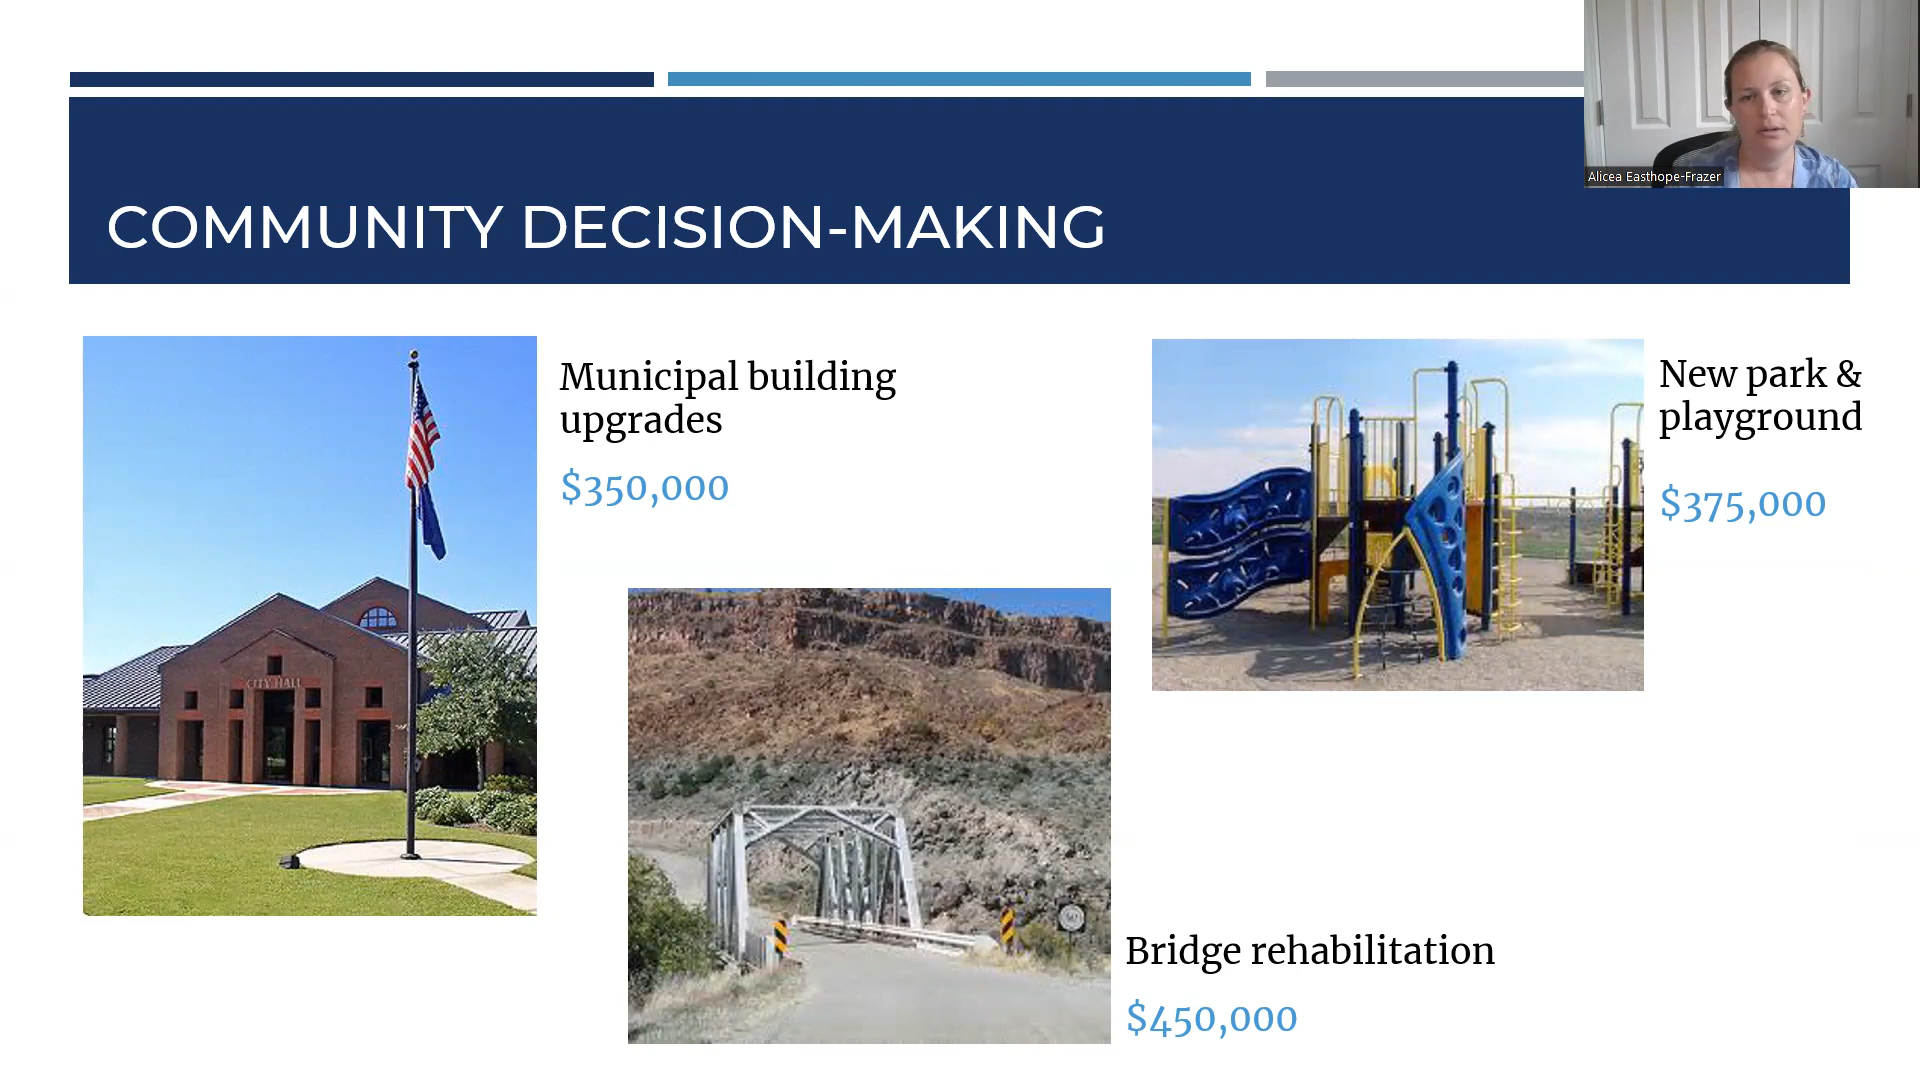 Alicea Easthope-Frazer
COMMUNITY DECISION-MAKING
Municipal building
upgrades
$350,000
New park &
playground
$375,000
CITY HALL
Bridge rehabilitation
$450,000